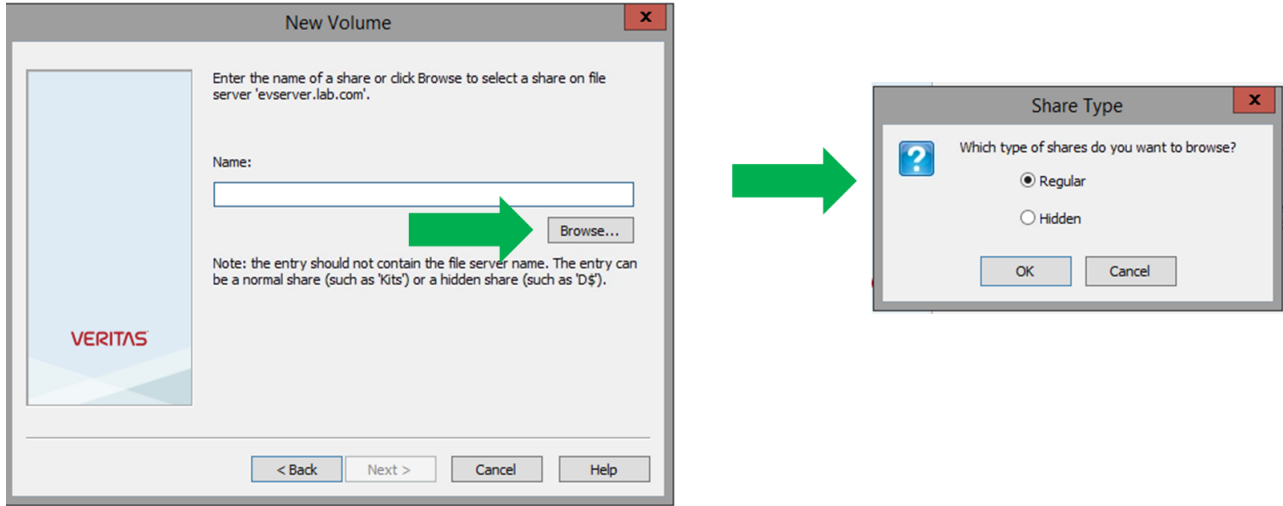 New Volume
x
Enter the name of a share or click Browse to select a share on file
server 'evserver.lab.com'.
Name:
Browse...
Note: the entry should not contain the file server name. The entry can
be a normal share (such as 'Kits') or a hidden share (such as 'D$').
VERITAS
< Back
Next >
Cancel
Help
Share Type
x
?
Which type of shares do you want to browse?
Regular
Hidden
OK
Cancel